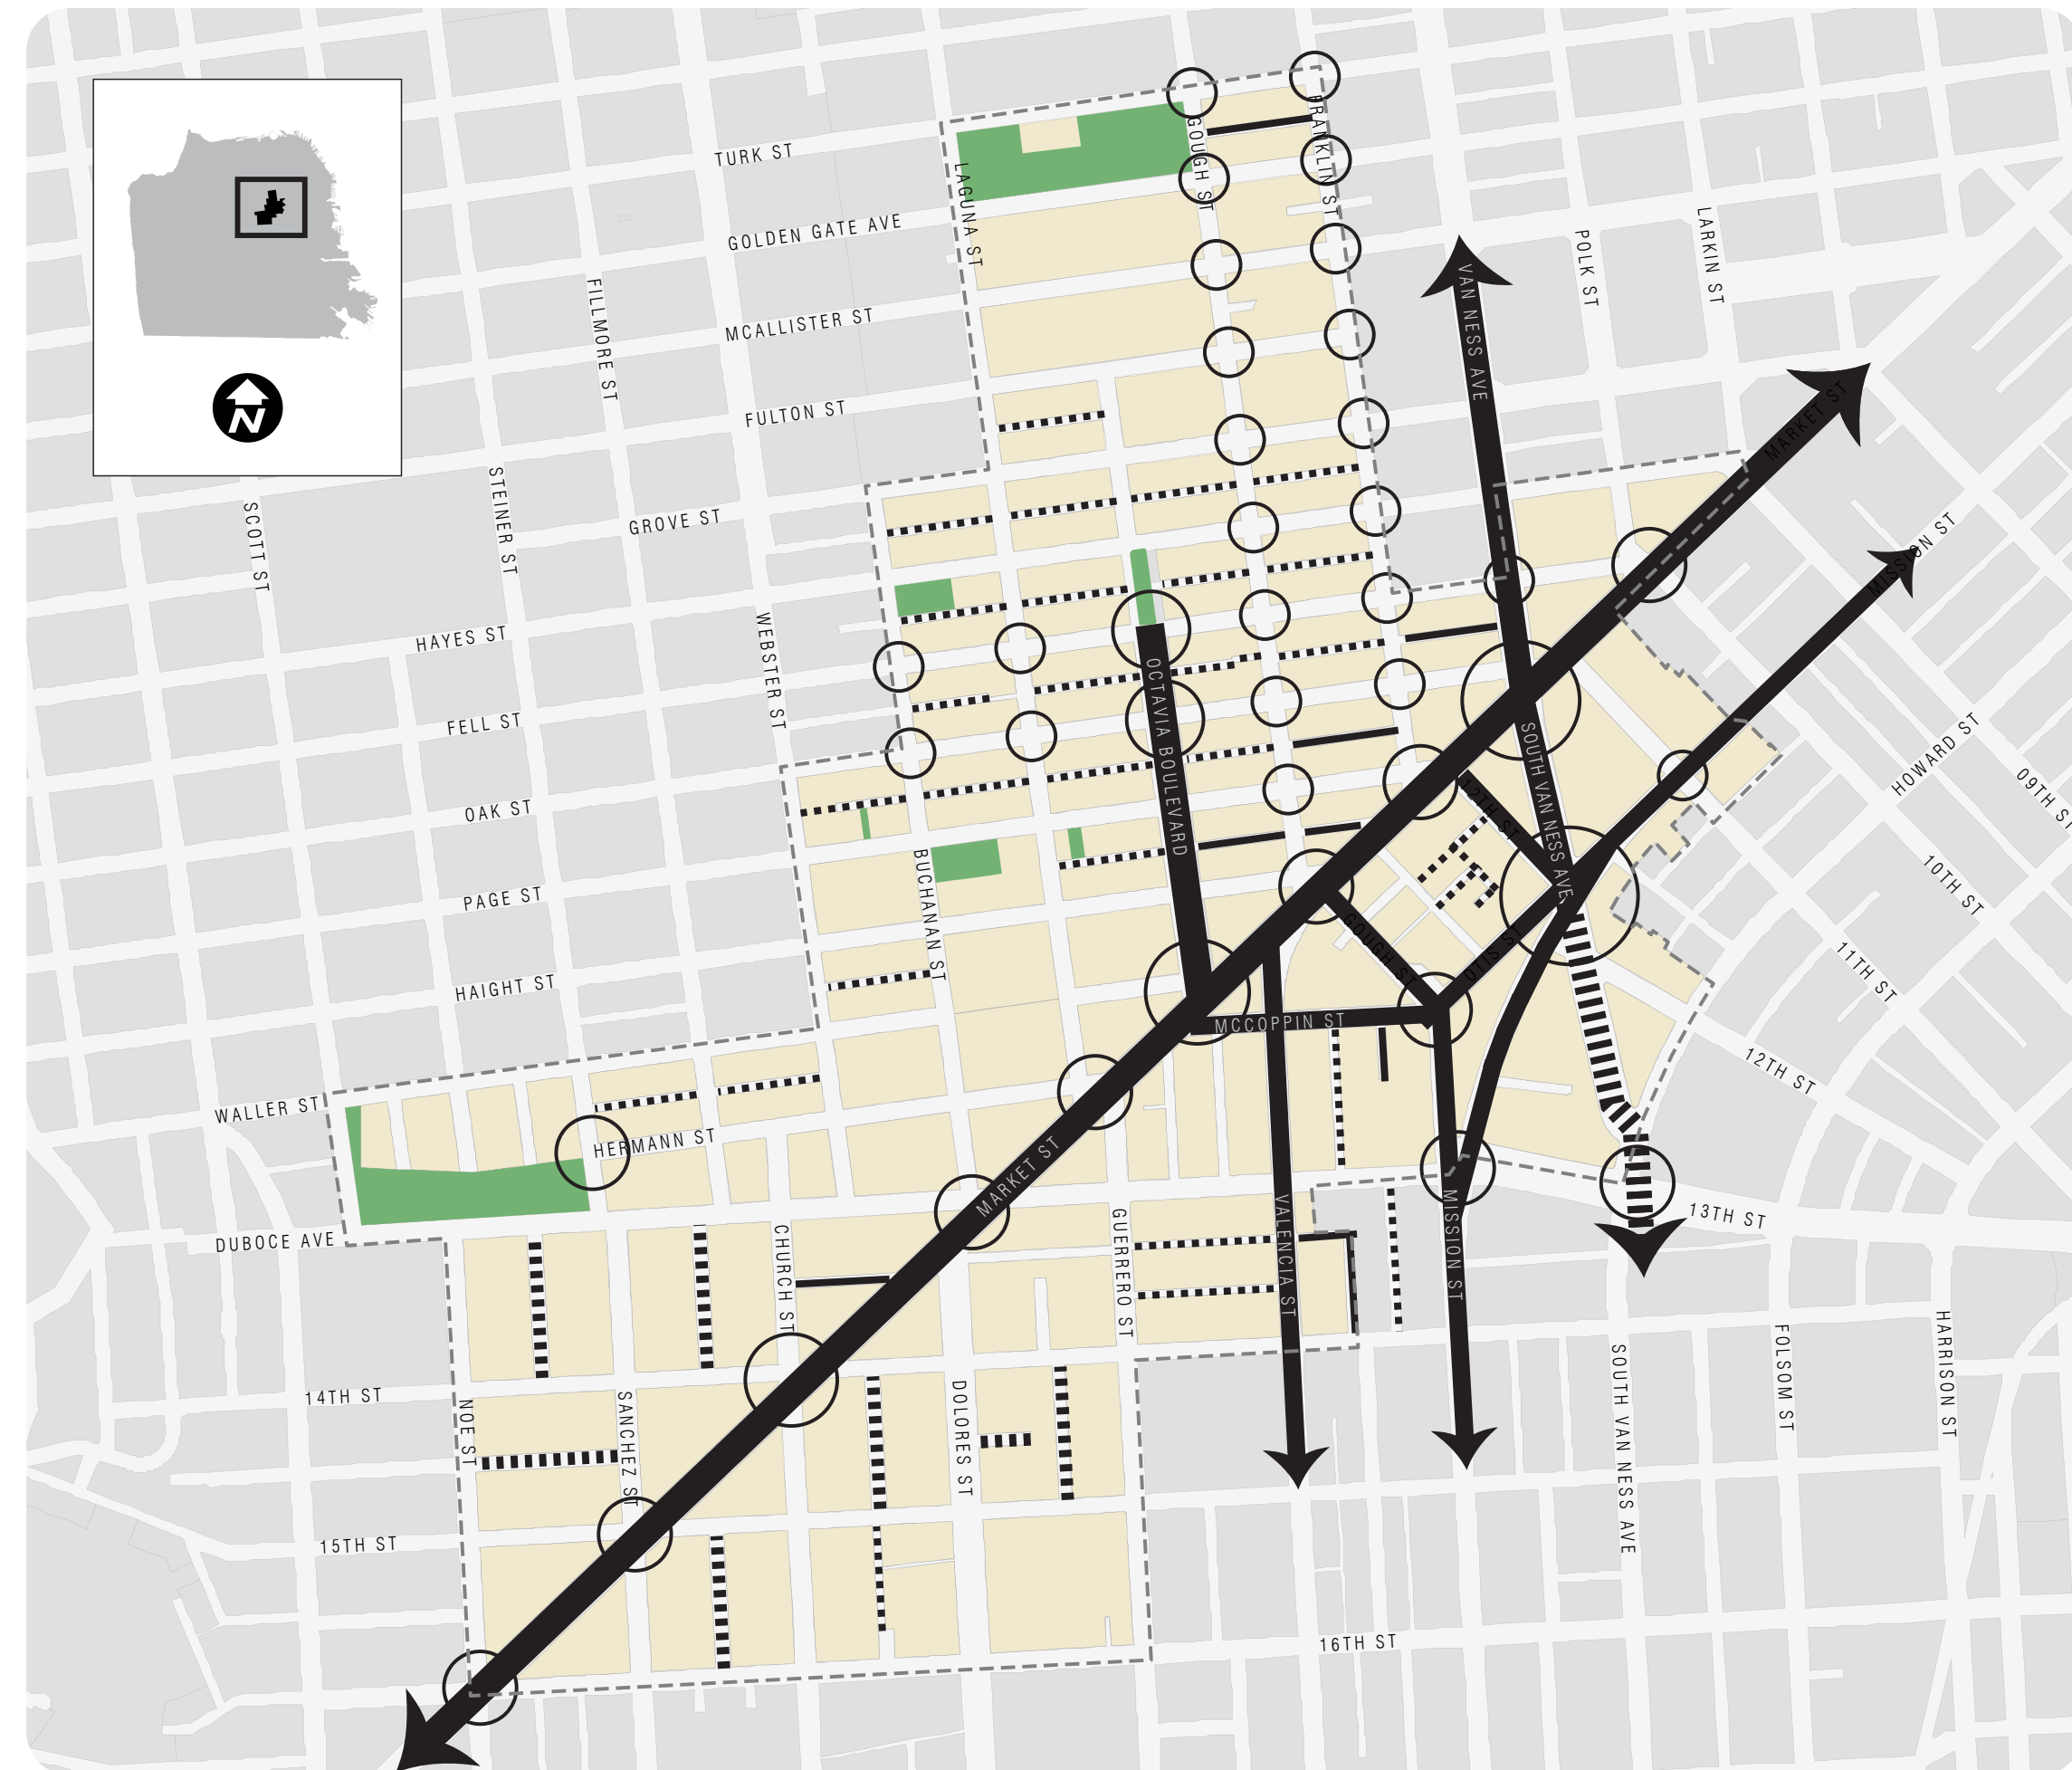 TURK ST
GOLDEN GATE AVE
MCALLISTER ST
FULTON ST
GROVE ST
HAYES ST
FELL ST
OAK ST
PAGE ST
HAIGHT ST
WALLER ST
HERMANN ST
DUBOCE AVE
14TH ST
15TH ST
16TH ST
SCOTT ST
STEINER ST
FILLMORE ST
WEBSTER ST
BUCHANAN ST
LAGUNA ST
GOUGH ST
FRANKLIN ST
VAN NESS AVE
POLK ST
LARKIN ST
MARKET ST
MISSION ST
HOWARD ST
09TH ST
10TH ST
11TH ST
12TH ST
13TH ST
OCTAVIA BOULEVARD
SOUTH VAN NESS AVE
12TH ST
GOUGH ST
OTIS ST
MCCOPPIN ST
MARKET ST
VALENCIA ST
MISSION ST
GUERRERO ST
CHURCH ST
DOLORES ST
SANCHEZ ST
NOE ST
SOUTH VAN NESS AVE
FOLSOM ST
HARRISON ST
N